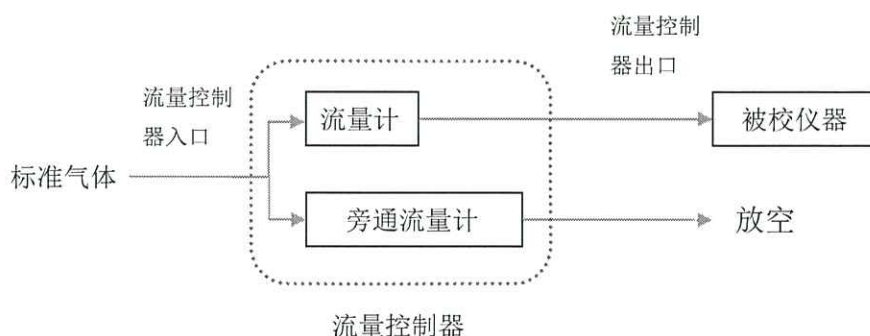 流量控制
器出口
流量控制
器入口
流量计
被校仪器
标准气体
旁通流量计
放空
流量控制器